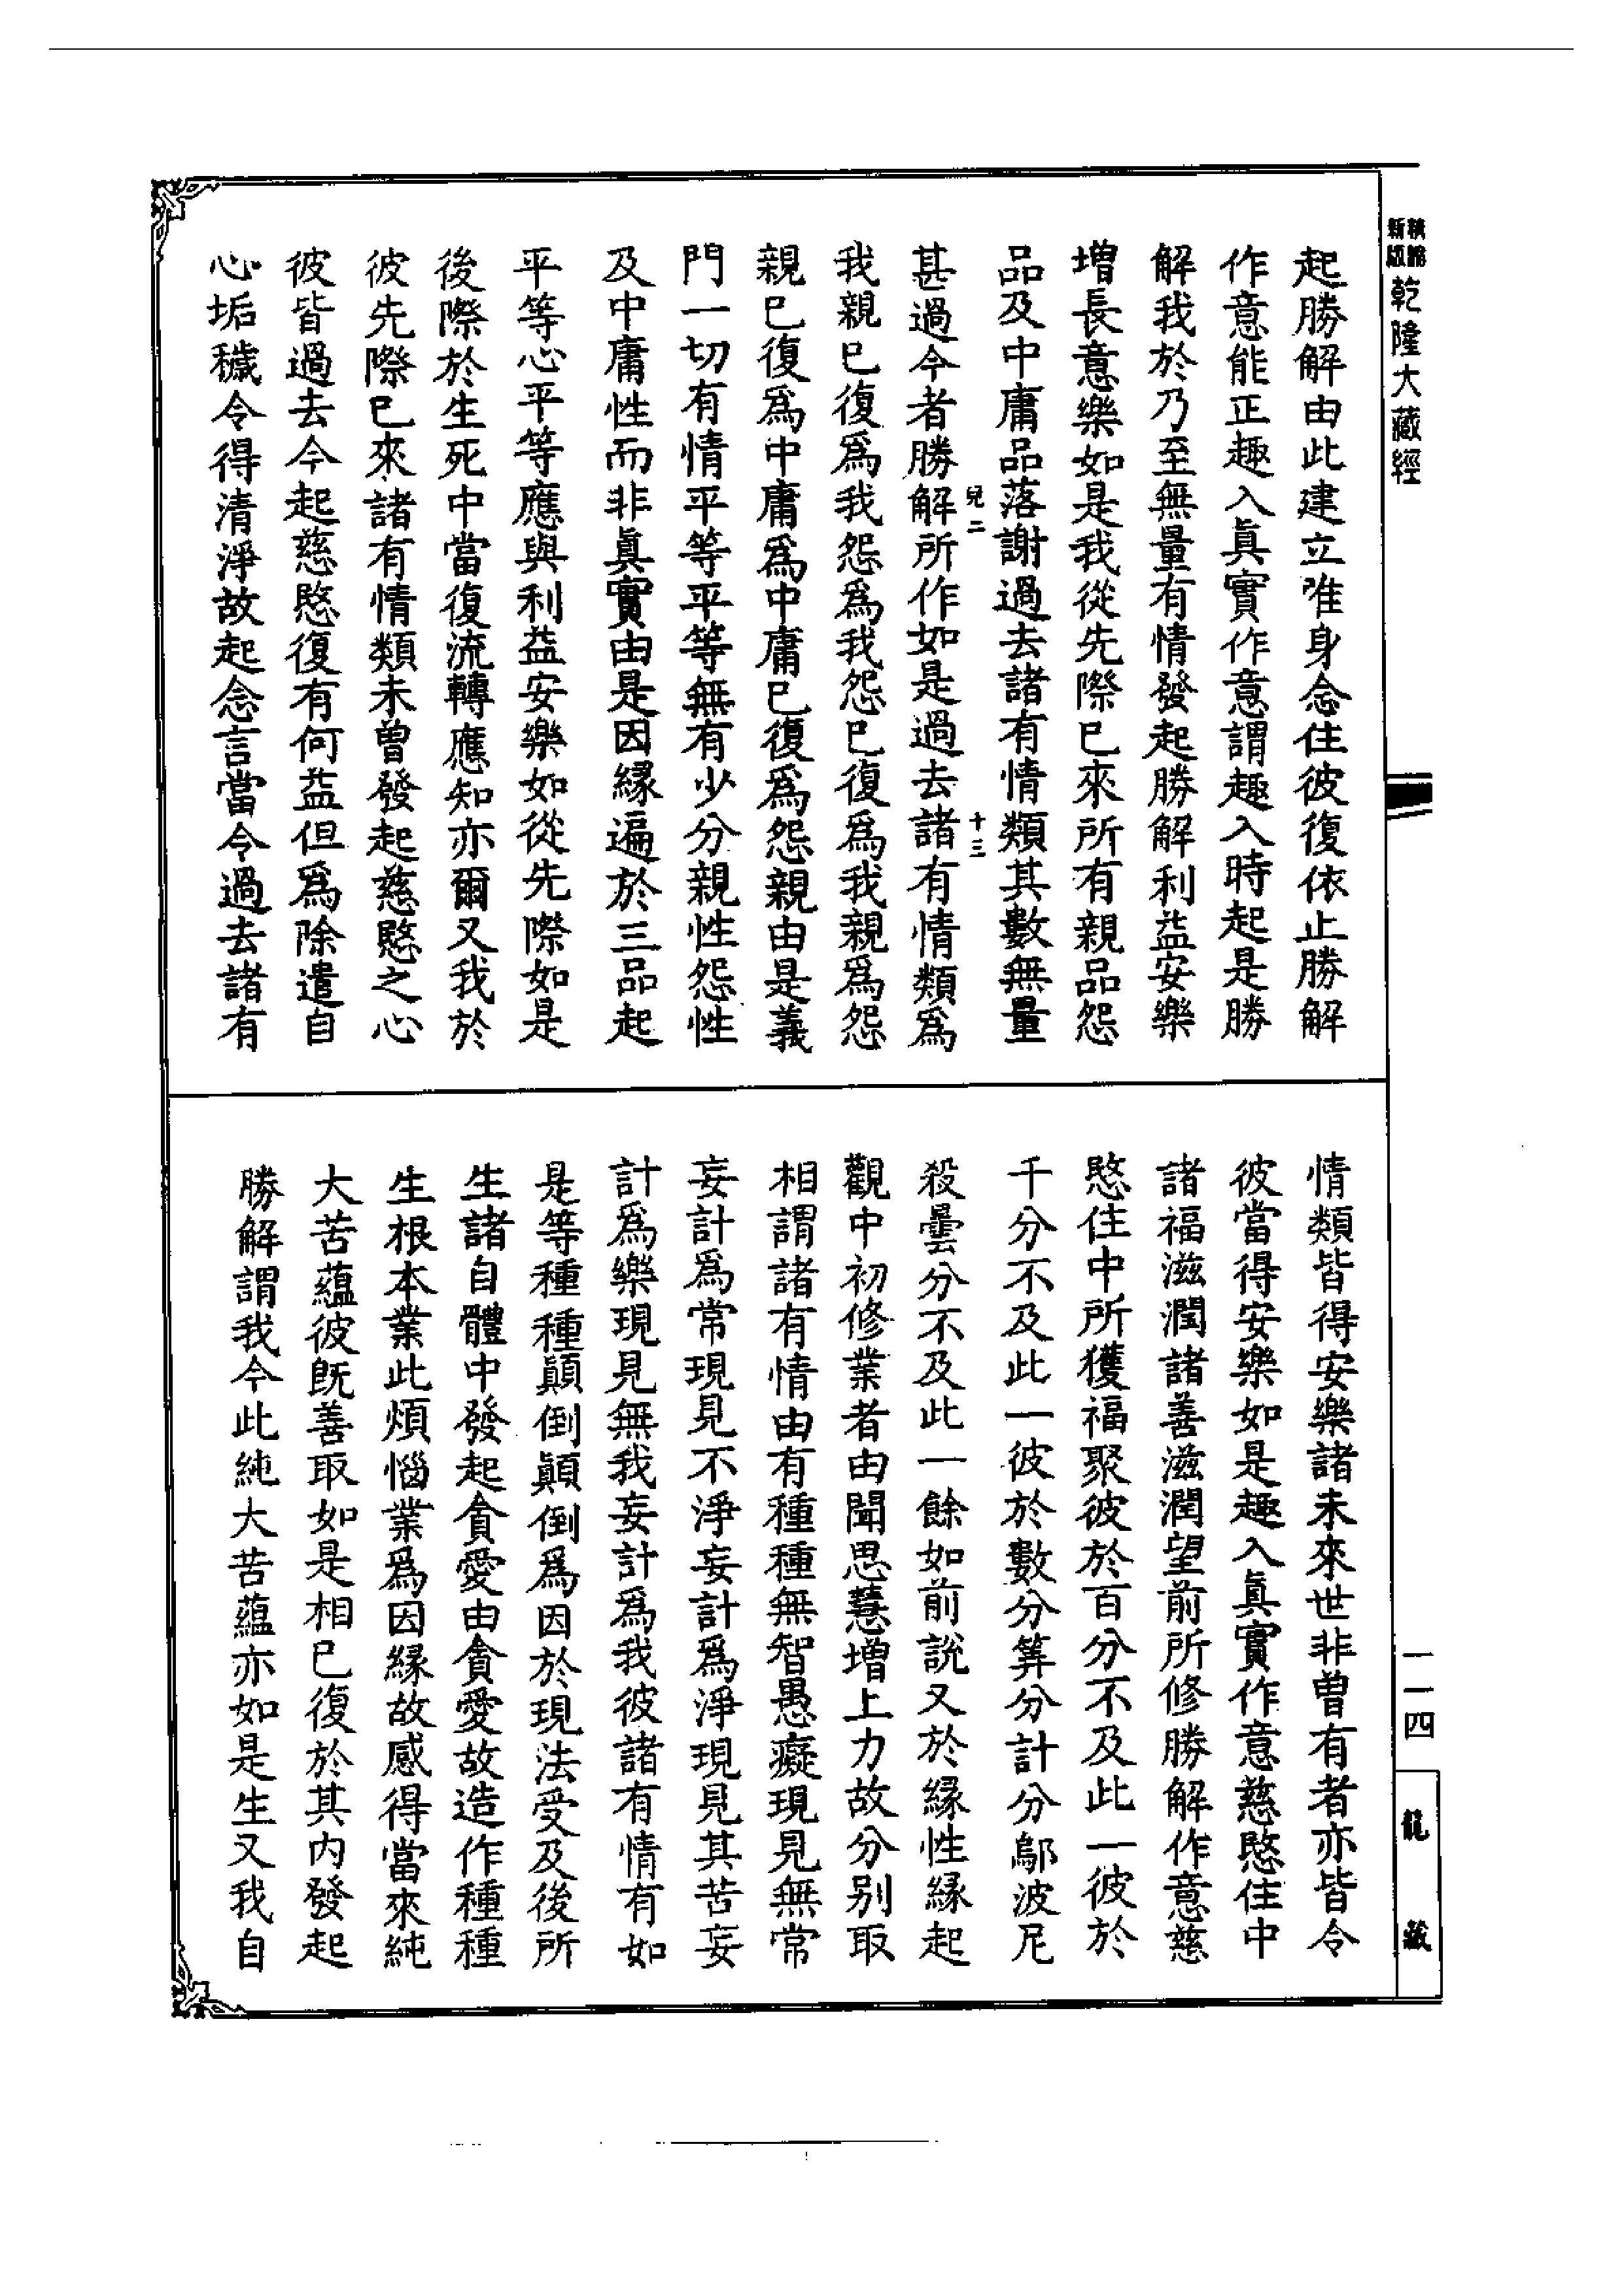 新版精縮乾隆大藏經
起勝解由此建立唯身念住彼復依止勝解
作意能正趣入眞實作意謂趣入時起是勝
解我於乃至無量有情發起勝解利益安樂
增長意樂如是我從先際巳來所有親品怨
品及中庸品落謝過去諸有情類其數無量
兒二
十三
甚過今者勝解所作如是過去諸有情類爲
我親巳復爲我怨爲我怨巳復爲我親爲怨
親巳復爲中庸爲中庸巳復爲怨親由是義
門一切有情平等平等無有少分親性怨性
及中庸性而非眞實由是因緣遍於三品起
平等心平等應與利益安樂如從先際如是
後際於生死中當復流轉應知亦爾又我於
彼先際巳來諸有情類未曾發起慈愍之心
彼皆過去今起慈愍復有何益但爲除遣自
心垢穢令得清淨故起念言當令過去諸有
情類皆得安樂諸未來世非曾有者亦皆令
彼當得安樂如是趣入眞實作意慈愍住中
諸福滋潤諸善滋潤望前所修勝解作意慈
愍住中所獲福聚彼於百分不及此一彼於
千分不及此一彼於數分筭分計分鄔波尼
殺曇分不及此一餘如前說又於緣性緣起
觀中初修業者由聞思慧增上力故分别取
相謂諸有情由有種種無智愚癡現見無常
妄計爲常現見不淨妄計爲淨現見其苦妄
計爲樂現見無我妄計爲我彼諸有情有如
是等種種顚倒顚倒爲因於現法受及後所
生諸自體中發起貪愛由貪愛故造作種種
生根本業此煩惱業爲因緣故感得當來純
大苦蘊彼旣善取如是相巳復於其内發起
勝解謂我今此純大苦蘊亦如是生又我自
一一四
龍藏